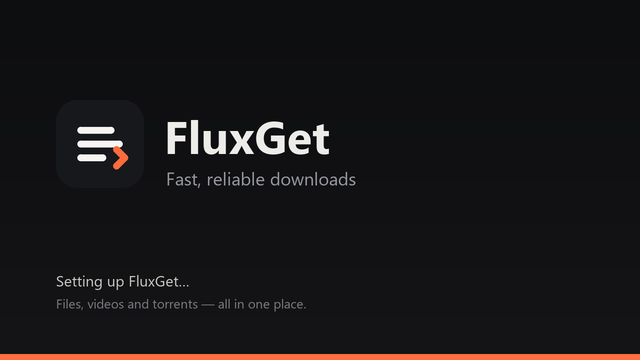 FluxGet
Fast, reliable downloads
Setting up FluxGet...
Files, videos and torrents — all in one place.